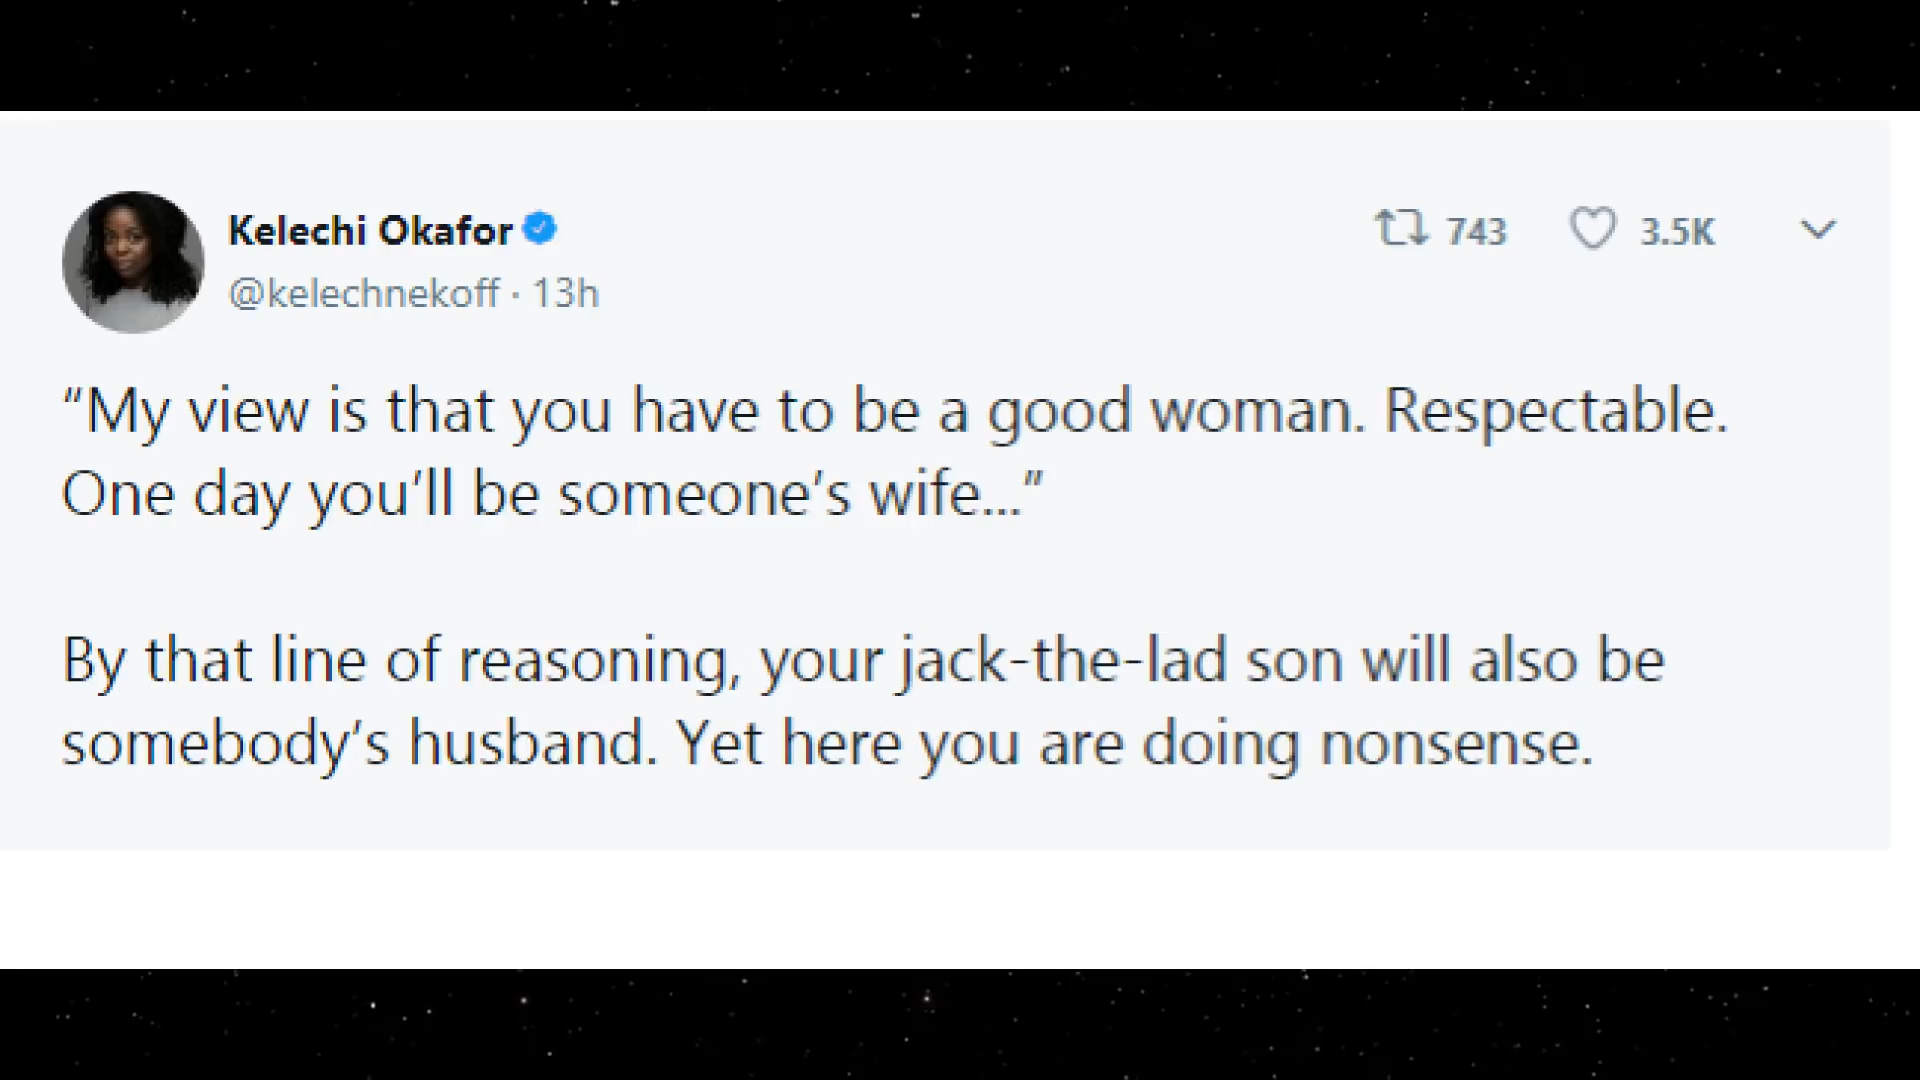 Kelechi Okafor
743 3.5K
@kelechnekoff · 13h
“My view is that you have to be a good woman. Respectable.
One day you’ll be someone’s wife...”
By that line of reasoning, your jack-the-lad son will also be
somebody’s husband. Yet here you are doing nonsense.